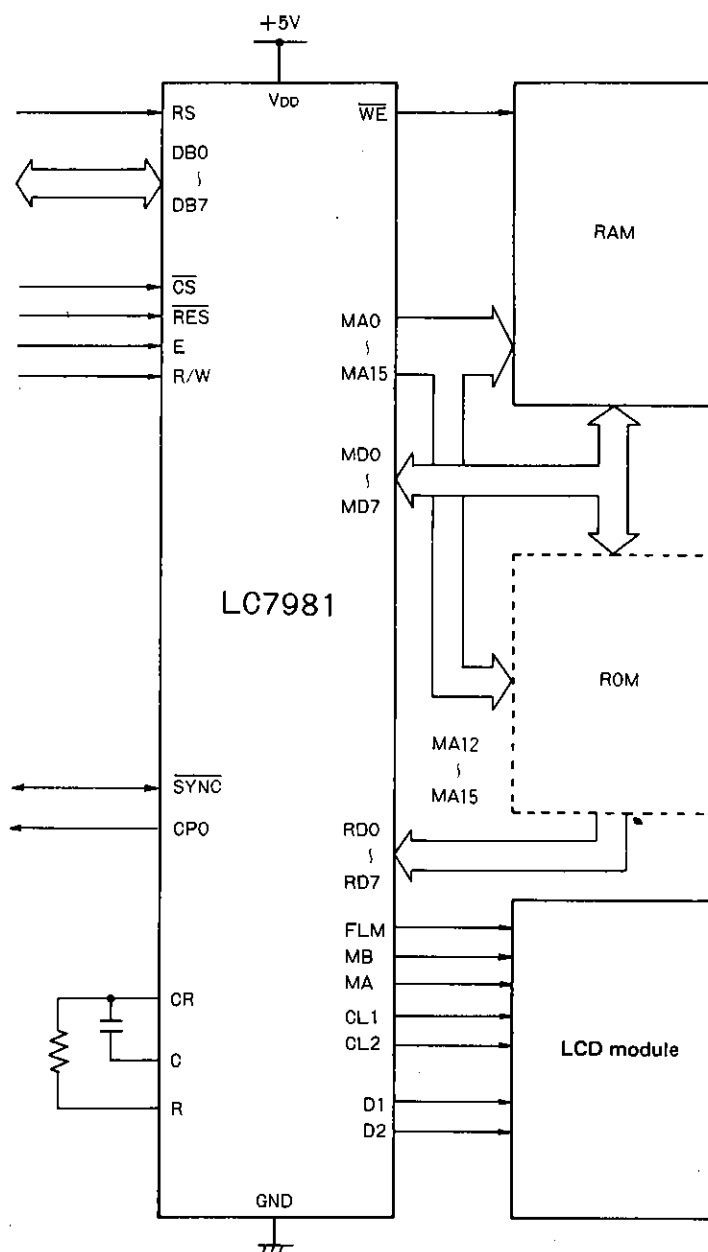 +5V
VDD
RS
DB0
~
DB7
CS
RES
E
R/W
WE
MA0
~
MA15
MD0
~
MD7
RAM
LC7981
ROM
MA12
~
MA15
SYNC
CPO
RD0
~
RD7
FLM
MB
MA
CL1
CL2
D1
D2
LCD module
CR
C
R
GND